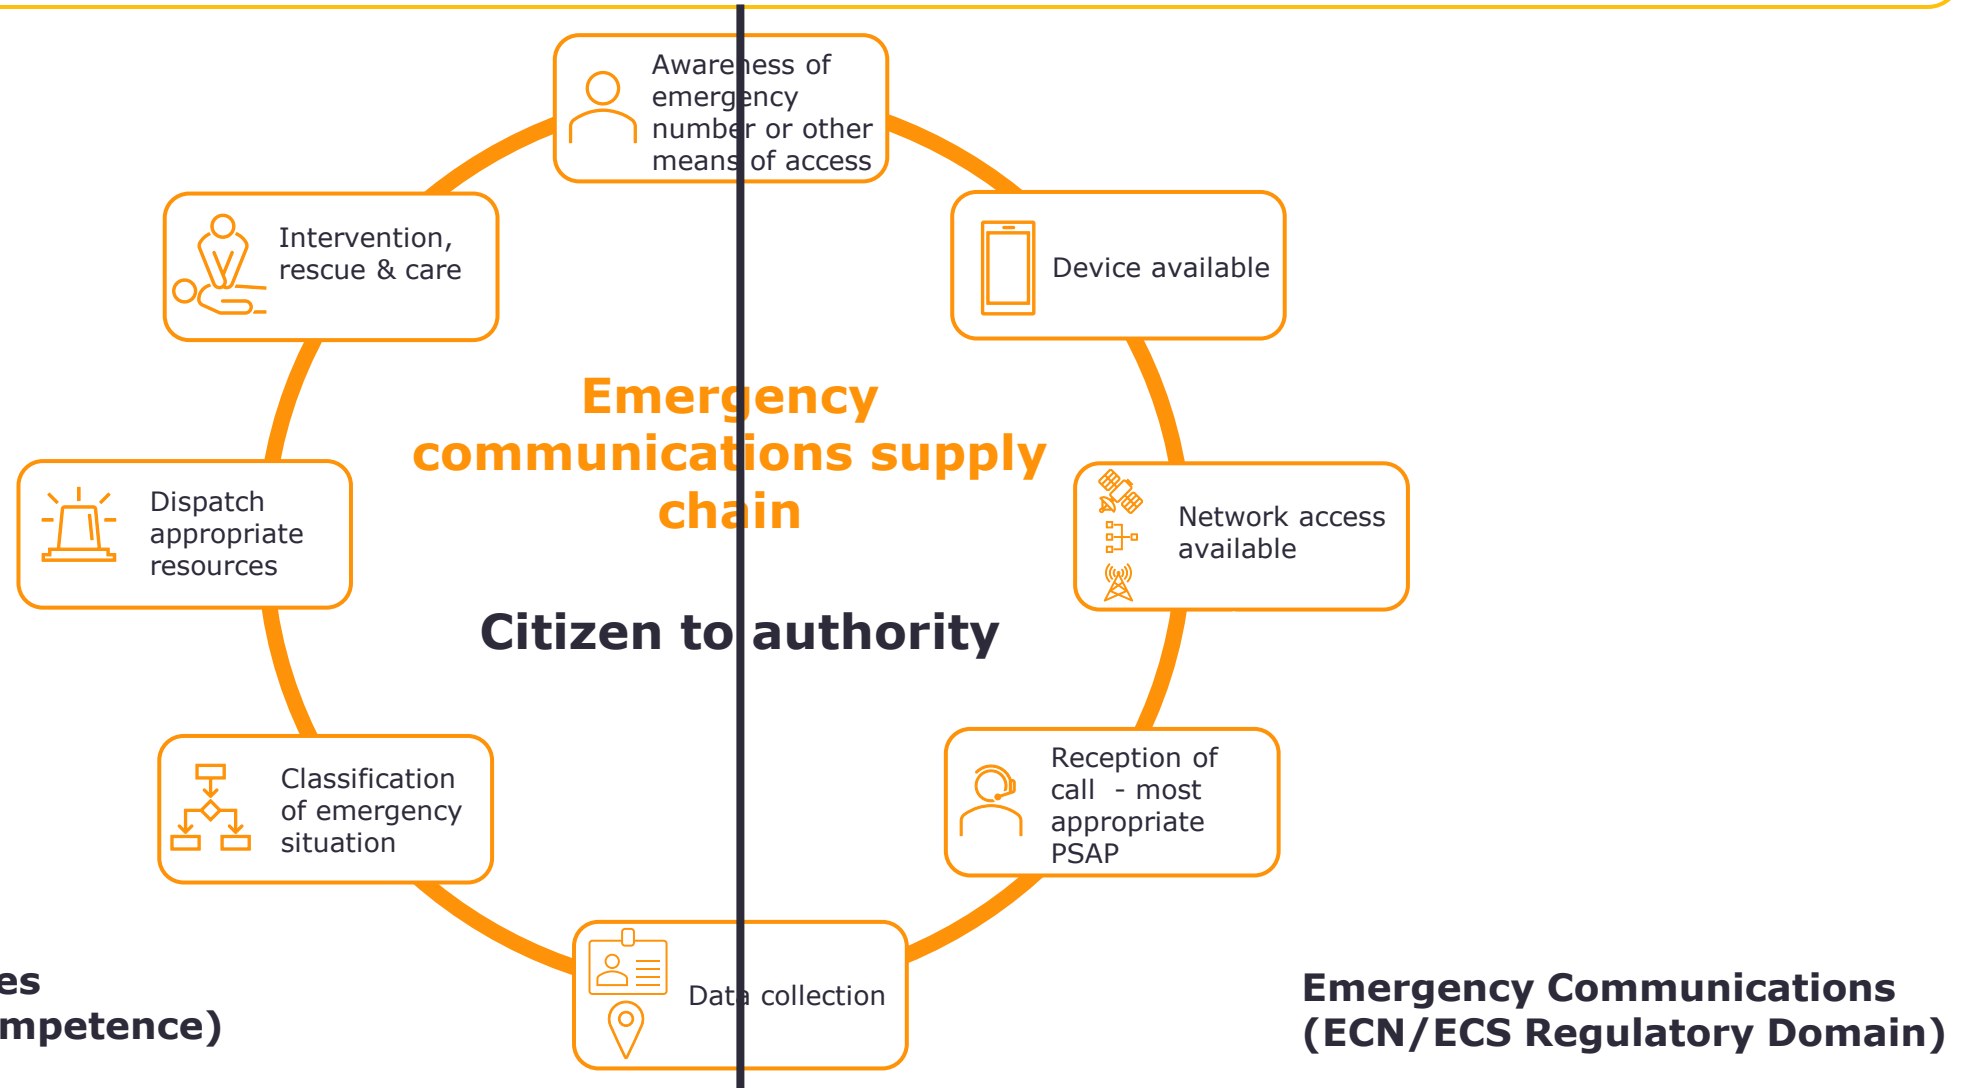 Awareness of
emergency
number or other
means of access
Intervention,
rescue & care
Device available
Emergency
communications supply
chain
Dispatch
appropriate
resources
Network access
available
Citizen to authority
Classification
of emergency
situation
Reception of
call  - most
appropriate
PSAP
Data collection
es
mpetence)
Emergency Communications
(ECN/ECS Regulatory Domain)